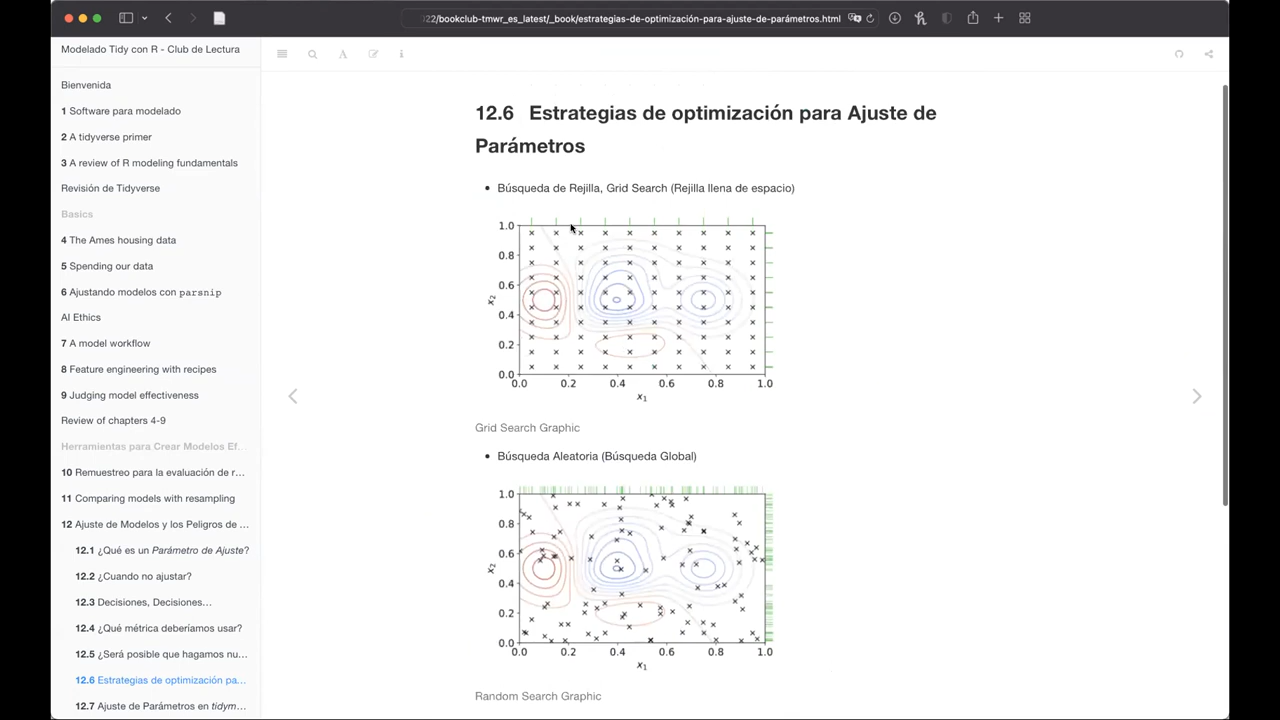 :22/bookclub-tmwr_es_latest/_book/estrategias-de-optimización-para-ajuste-de-parámetros.html
Modelado Tidy con R - Club de Lectura
Bienvenida
1 Software para modelado
2 A tidyverse primer
3 A review of R modeling fundamentals
Revisión de Tidyverse
Basics
4 The Ames housing data
5 Spending our data
6 Ajustando modelos con parsnip
AI Ethics
7 A model workflow
8 Feature engineering with recipes
9 Judging model effectiveness
Review of chapters 4-9
Herramientas para Crear Modelos Ef...
10 Remuestreo para la evaluación de r...
11 Comparing models with resampling
12 Ajuste de Modelos y los Peligros de ...
12.1 ¿Qué es un Parámetro de Ajuste?
12.2 ¿Cuando no ajustar?
12.3 Decisiones, Decisiones...
12.4 ¿Qué métrica deberíamos usar?
12.5 ¿Será posible que hagamos nu...
12.6 Estrategias de optimización pa...
12.7 Ajuste de Parámetros en tidym...
12.6 Estrategias de optimización para Ajuste de
Parámetros
• Búsqueda de Rejilla, Grid Search (Rejilla llena de espacio)
1.0
0.8
0.6
0.4
0.2
0.0
x2
0.0 0.2 0.4 0.6 0.8 1.0
x1
Grid Search Graphic
• Búsqueda Aleatoria (Búsqueda Global)
1.0
0.8
0.6
0.4
0.2
0.0
x2
0.0 0.2 0.4 0.6 0.8 1.0
x1
Random Search Graphic